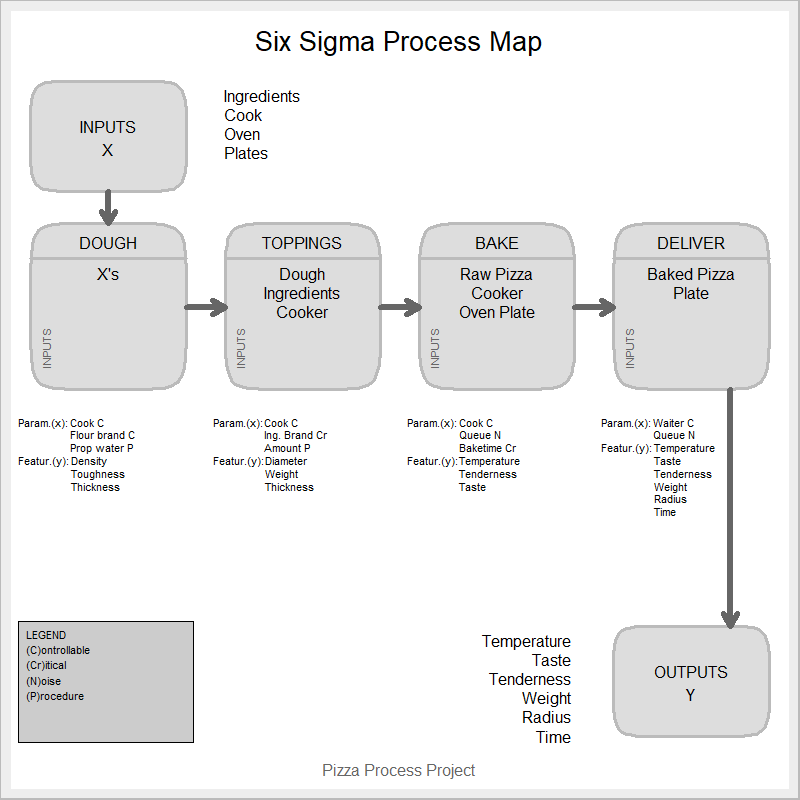 Six Sigma Process Map
INPUTS
X
Ingredients
Cook
Oven
Plates
DOUGH
X's
INPUTS
TOPPINGS
Dough
Ingredients
Cooker
INPUTS
BAKE
Raw Pizza
Cooker
Oven Plate
INPUTS
DELIVER
Baked Pizza
Plate
INPUTS
Param.(x): Cook C
Flour brand C
Prop water P
Featur.(y): Density
Toughness
Thickness
Param.(x): Cook C
Ing. Brand Cr
Amount P
Featur.(y): Diameter
Weight
Thickness
Param.(x): Cook C
Queue N
Baketime Cr
Featur.(y): Temperature
Tenderness
Taste
Param.(x): Waiter C
Queue N
Featur.(y): Temperature
Taste
Tenderness
Weight
Radius
Time
LEGEND
(C)ontrollable
(Cr)itical
(N)oise
(P)rocedure
Temperature
Taste
Tenderness
Weight
Radius
Time
OUTPUTS
Y
Pizza Process Project